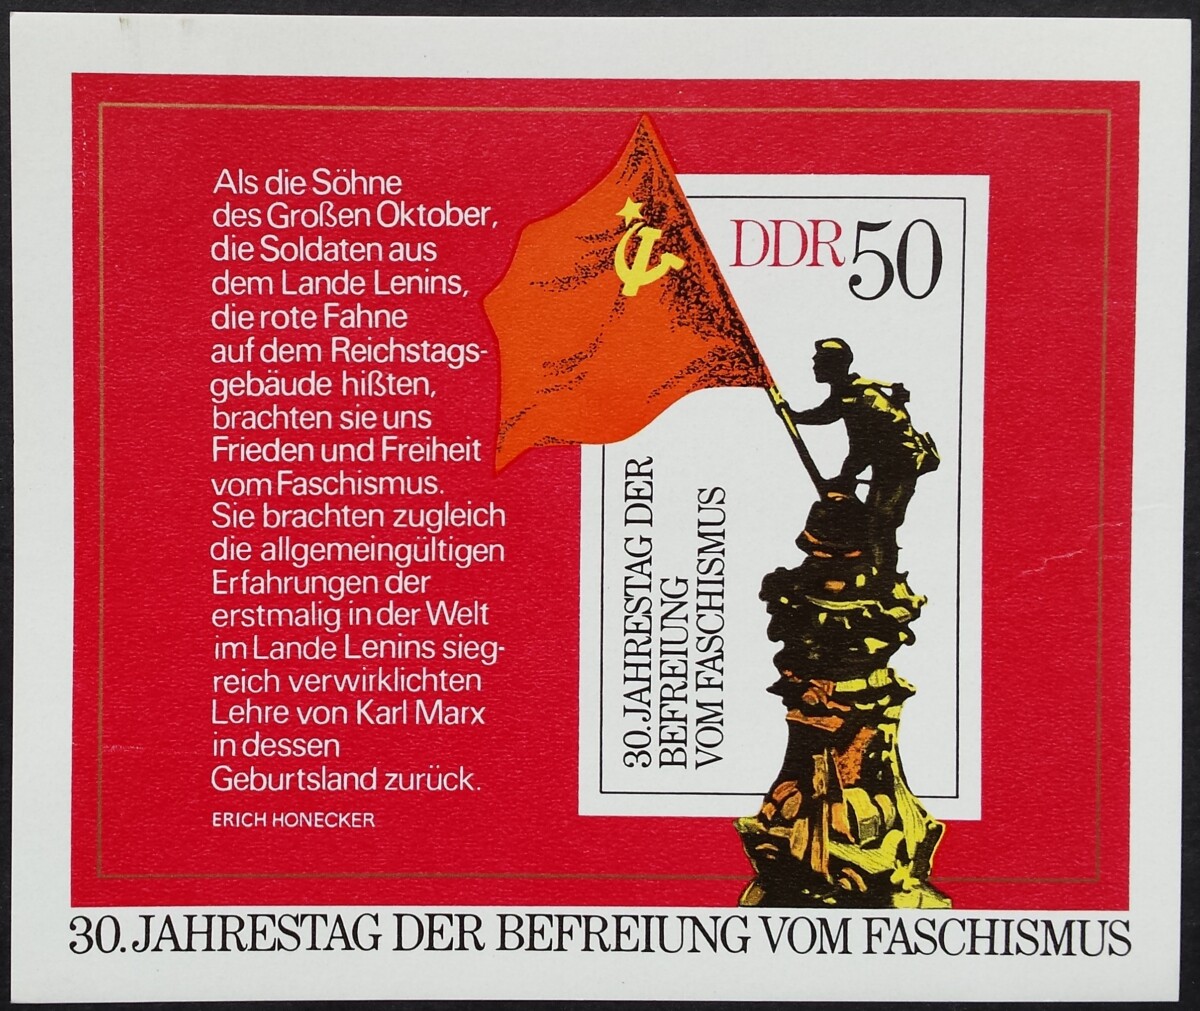 Als die Söhne
des Großen Oktober,
die Soldaten aus
dem Lande Lenins,
die rote Fahne
auf dem Reichstags-
gebäude hißten,
brachten sie uns
Frieden und Freiheit
vom Faschismus.
Sie brachten zugleich
die allgemeingültigen
Erfahrungen der
erstmalig in der Welt
im Lande Lenins sieg-
reich verwirklichten
Lehre von Karl Marx
in dessen
Geburtsland zurück.
ERICH HONECKER
DDR 50
30. JAHRESTAG DER
BEFREIUNG
VOM FASCHISMUS
30. JAHRESTAG DER BEFREIUNG VOM FASCHISMUS